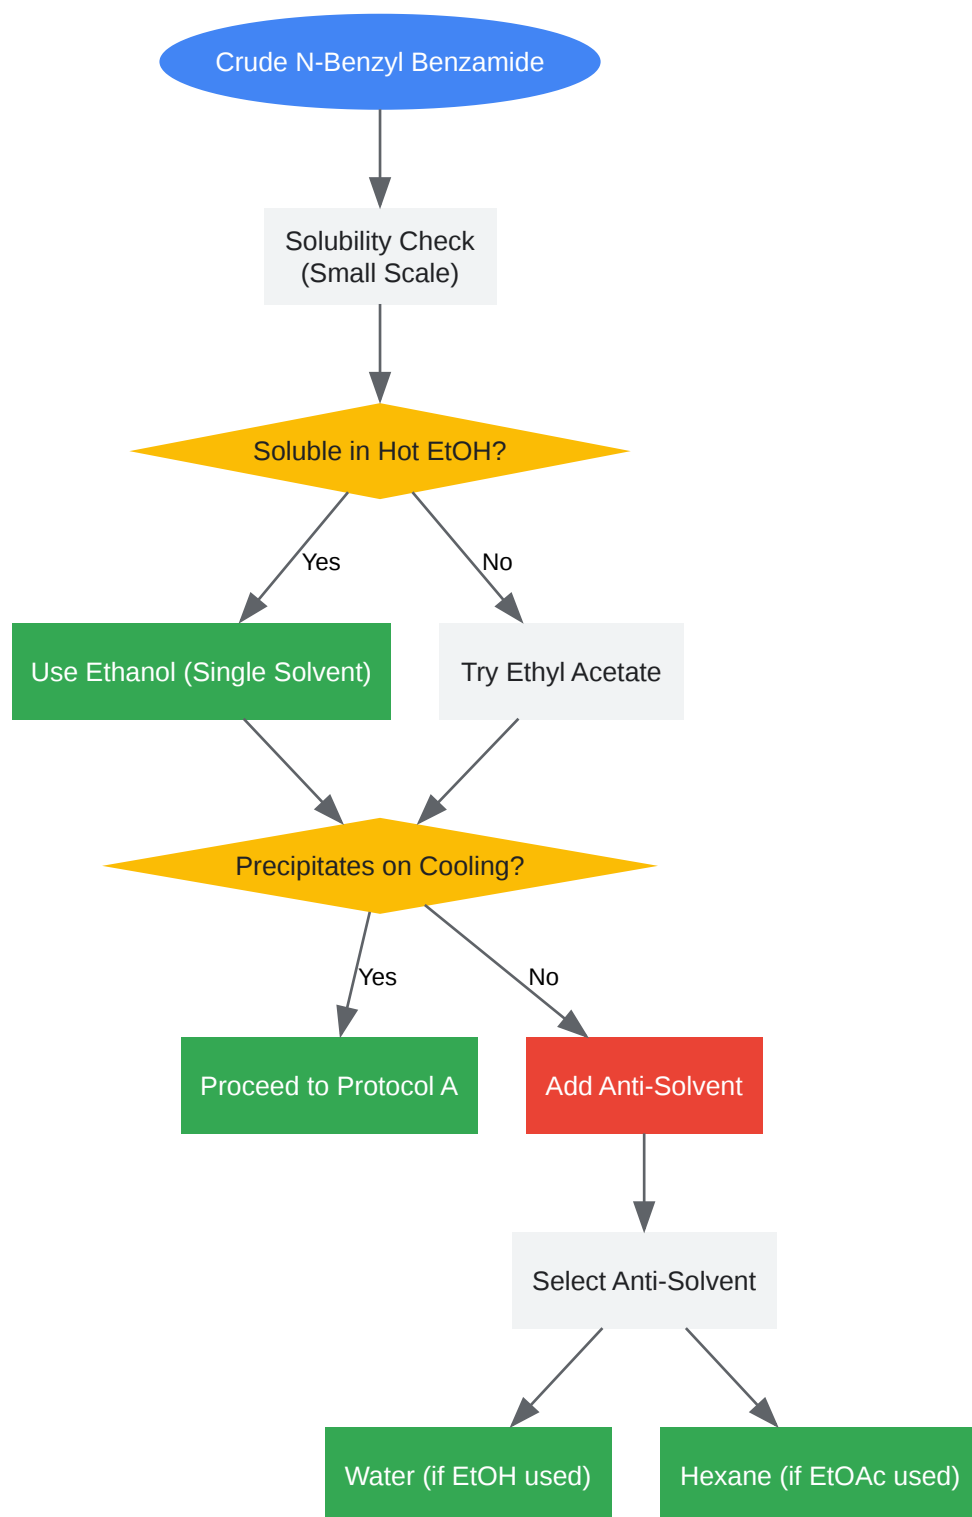 Crude N-Benzyl Benzamide
Solubility Check
(Small Scale)
Soluble in Hot EtOH?
Yes
No
Use Ethanol (Single Solvent)
Try Ethyl Acetate
Precipitates on Cooling?
Yes
No
Proceed to Protocol A
Add Anti-Solvent
Select Anti-Solvent
Water (if EtOH used)
Hexane (if EtOAc used)